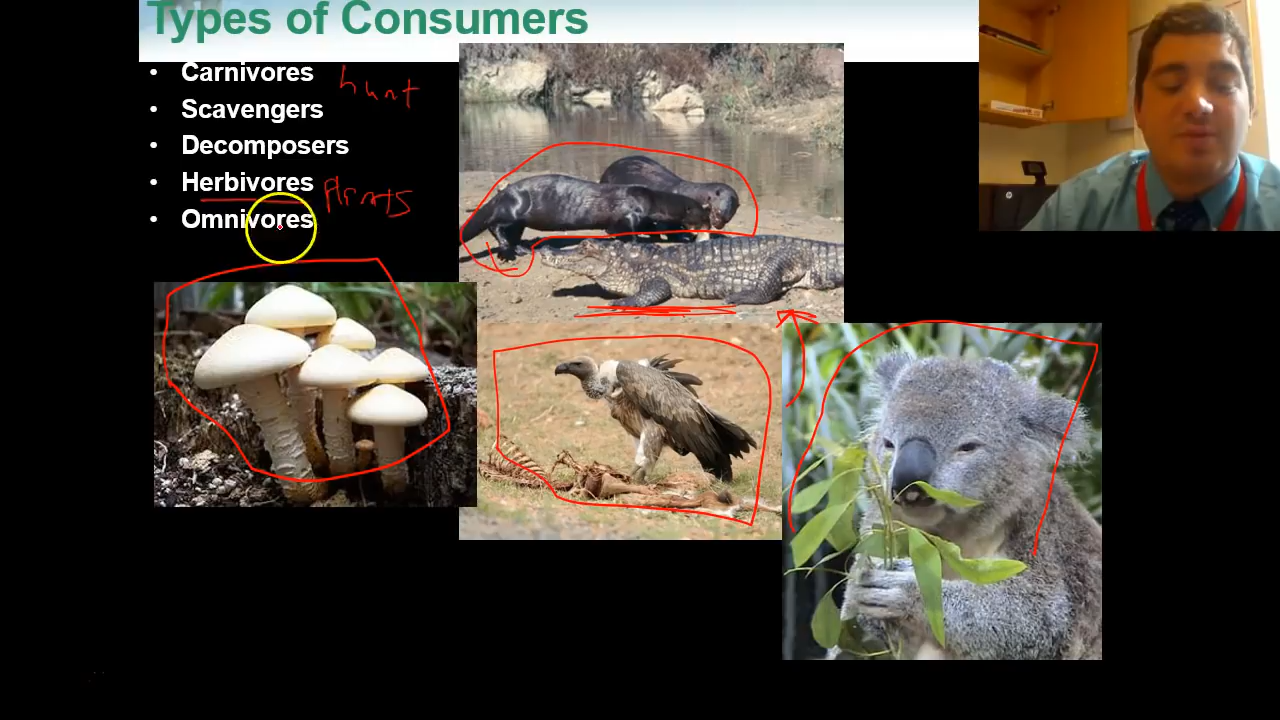 Types of Consumers
• Carnivores hunt
• Scavengers
• Decomposers
• Herbivores Plants
• Omnivores